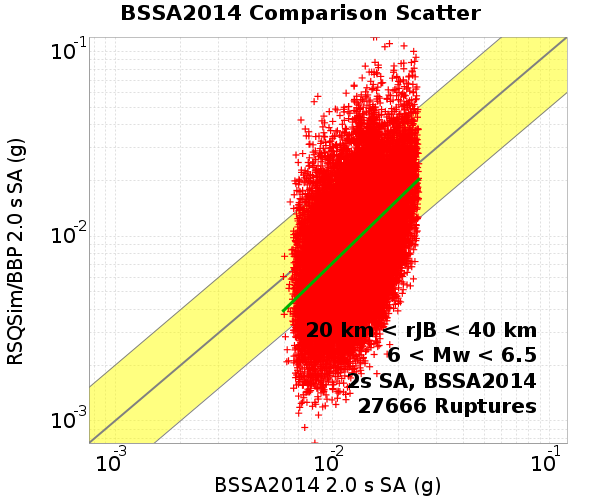 BSSA2014 Comparison Scatter
RSQSim/BBP 2.0 s SA (g)
10-1
10-2
10-3
20 km < rJB < 40 km
6 < Mw < 6.5
2s SA, BSSA2014
27666 Ruptures
10-3 10-2 10-1
BSSA2014 2.0 s SA (g)